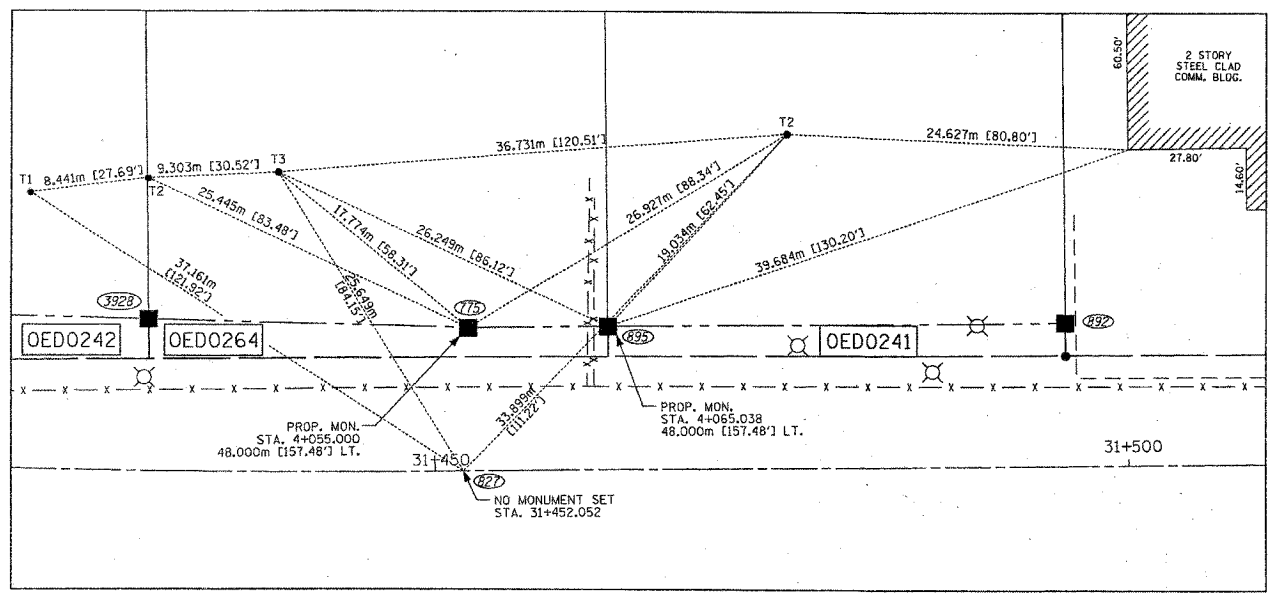 60.50'
2 STORY
STEEL CLAD
COMM. BLDG.
27.80'
14.60'
T2
24.627m [80.80']
36.731m [120.51']
T3
9.303m [30.52']
T1
8.441m [27.69']
T2
25.445m [83.48']
17.774m [58.31']
26.249m [86.12']
26.927m [88.34']
19.034m [62.45']
39.684m [130.20']
37.161m
[121.92']
25.649m
[84.15']
3928
775
895
892
OED0242
OED0264
OED0241
33.899m
[111.22']
PROP. MON.
STA. 4+055.000
48.000m [157.48'] LT.
PROP. MON.
STA. 4+065.038
48.000m [157.48'] LT.
31+450
31+500
827
NO MONUMENT SET
STA. 31+452.052